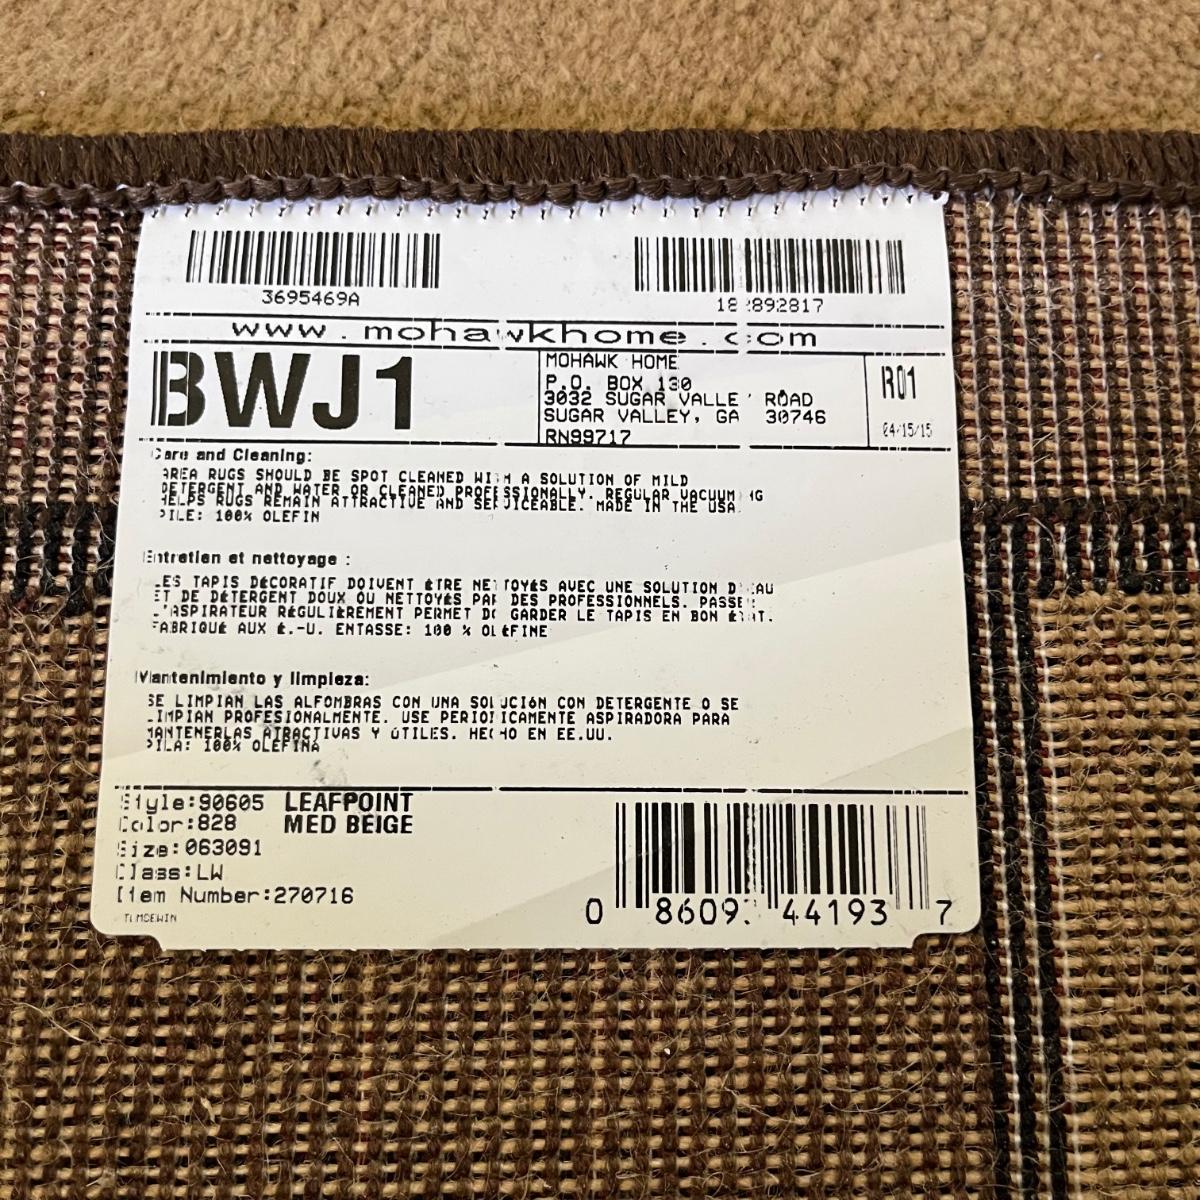 3695469A
www.mohawkhome.com
BWJ1
MOHAWK HOME
P.O. BOX 130
3032 SUGAR VALLE ROAD
SUGAR VALLEY, GA 30746
RN99717
R01
04/15/15
Care and Cleaning:
AREA RUGS SHOULD BE SPOT CLEANED WITH A SOLUTION OF MILD
DETERGENT AND WATER OR CLEANED PROFESSIONALLY. REGULAR VACUUMING
HELPS RUGS REMAIN ATTRACTIVE AND SERVICEABLE. MADE IN THE USA.
PILE: 100% OLEFIN
Entretien et nettoyage :
LES TAPIS DÉCORATIF DOIVENT ÊTRE NETTOYÉS AVEC UNE SOLUTION D'EAU
ET DE DÉTERGENT DOUX OU NETTOYÉS PAR DES PROFESSIONNELS. PASSER
L'ASPIRATEUR RÉGULIÈREMENT PERMET DE GARDER LE TAPIS EN BON ÉTAT.
FABRIQUÉ AUX É.-U. ENTASSE: 100 % OLÉFINE
Mantenimiento y limpieza:
SE LIMPIAN LAS ALFOMBRAS CON UNA SOLUCIÓN CON DETERGENTE O SE
LIMPIAN PROFESIONALMENTE. USE PERIODICAMENTE ASPIRADORA PARA
MANTENERLAS ATRACTIVAS Y ÚTILES. HECHO EN EE.UU.
PILA: 100% OLEFINA
Style:90605 LEAFPOINT
Color:828 MED BEIGE
Size:063091
Class:LW
Item Number:270716
0 44193 7